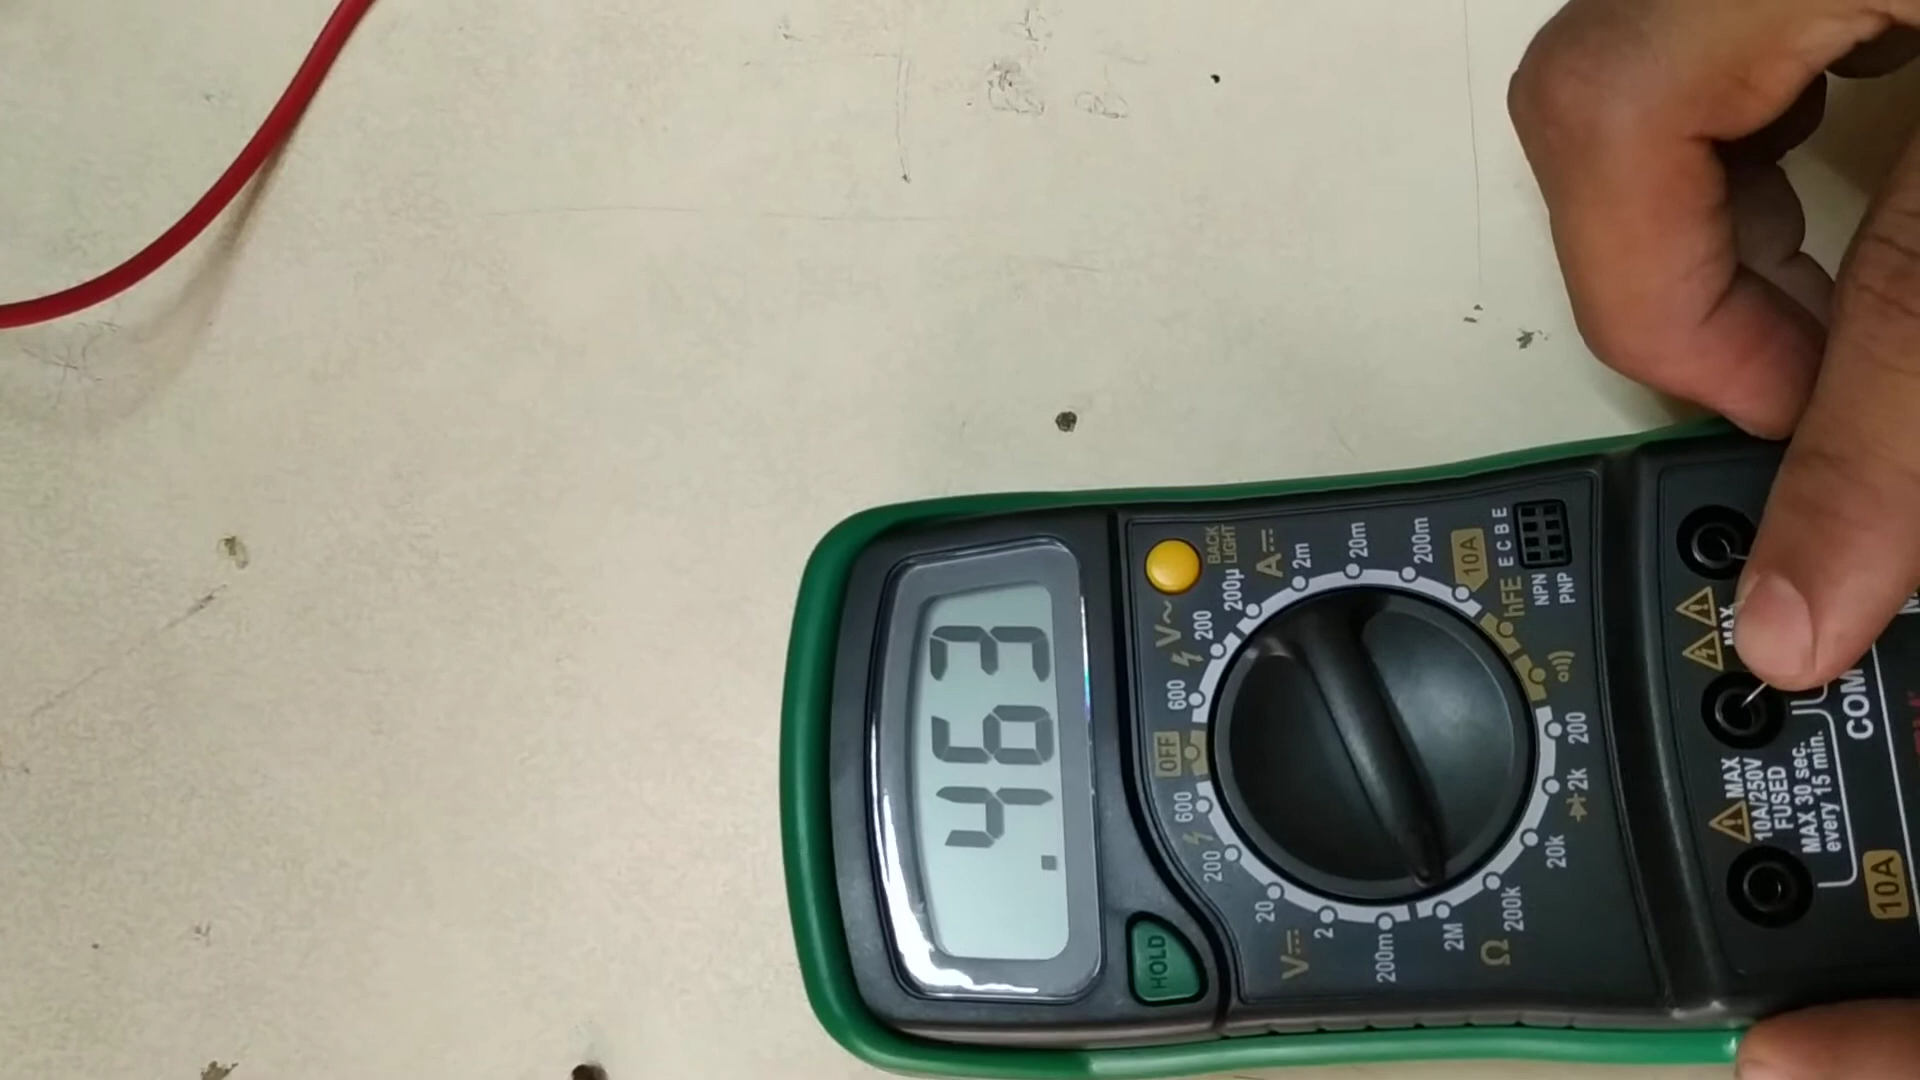 .463
HOLD
BACK
LIGHT
OFF
V⎓
600
200
20
2
200m
V~
600
200
A⎓
200µ
2m
20m
200m
10A
hFE
E C B E
NPN
PNP
200
2k
20k
200k
2M
Ω
MAX
10A/250V
FUSED
MAX 30 sec.
every 15 min.
MAX
COM
10A